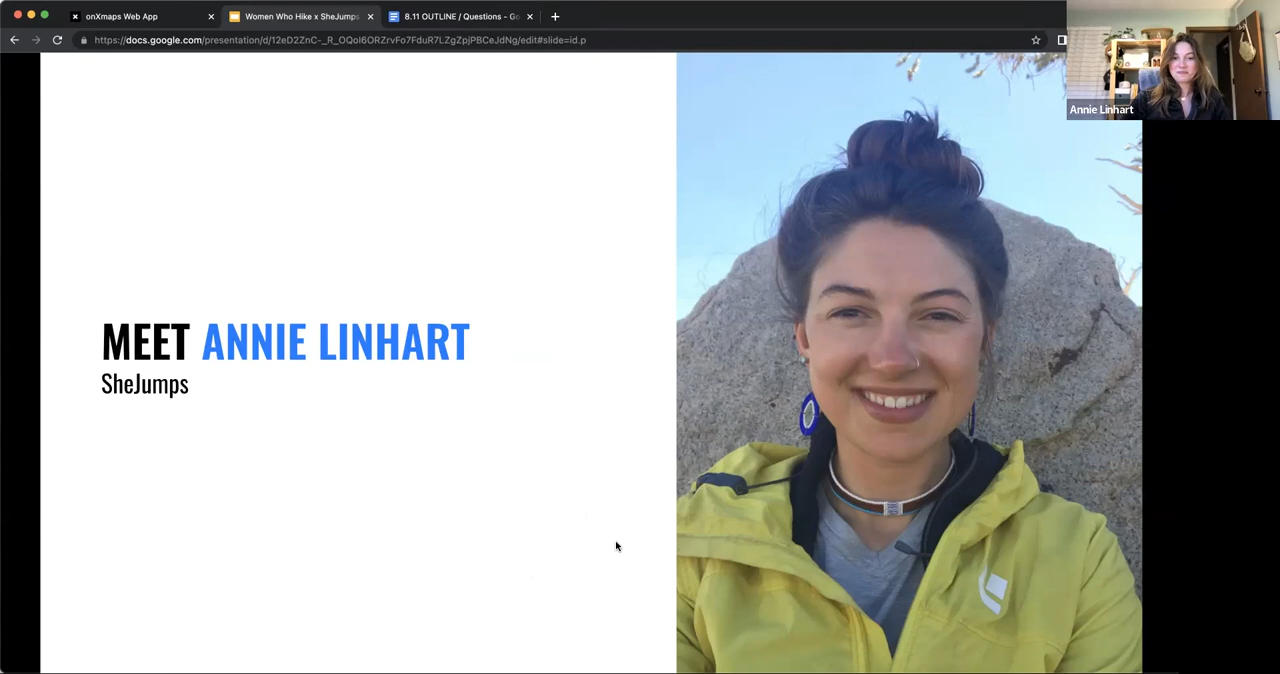 onXmaps Web App
Women Who Hike x SheJumps
8.11 OUTLINE / Questions - Go
https://docs.google.com/presentation/d/12eD2ZnC-_R_OQoI6ORZrvFo7FduR7LZgZpjPBCeJdNg/edit#slide=id.p
Annie Linhart
MEET ANNIE LINHART
SheJumps